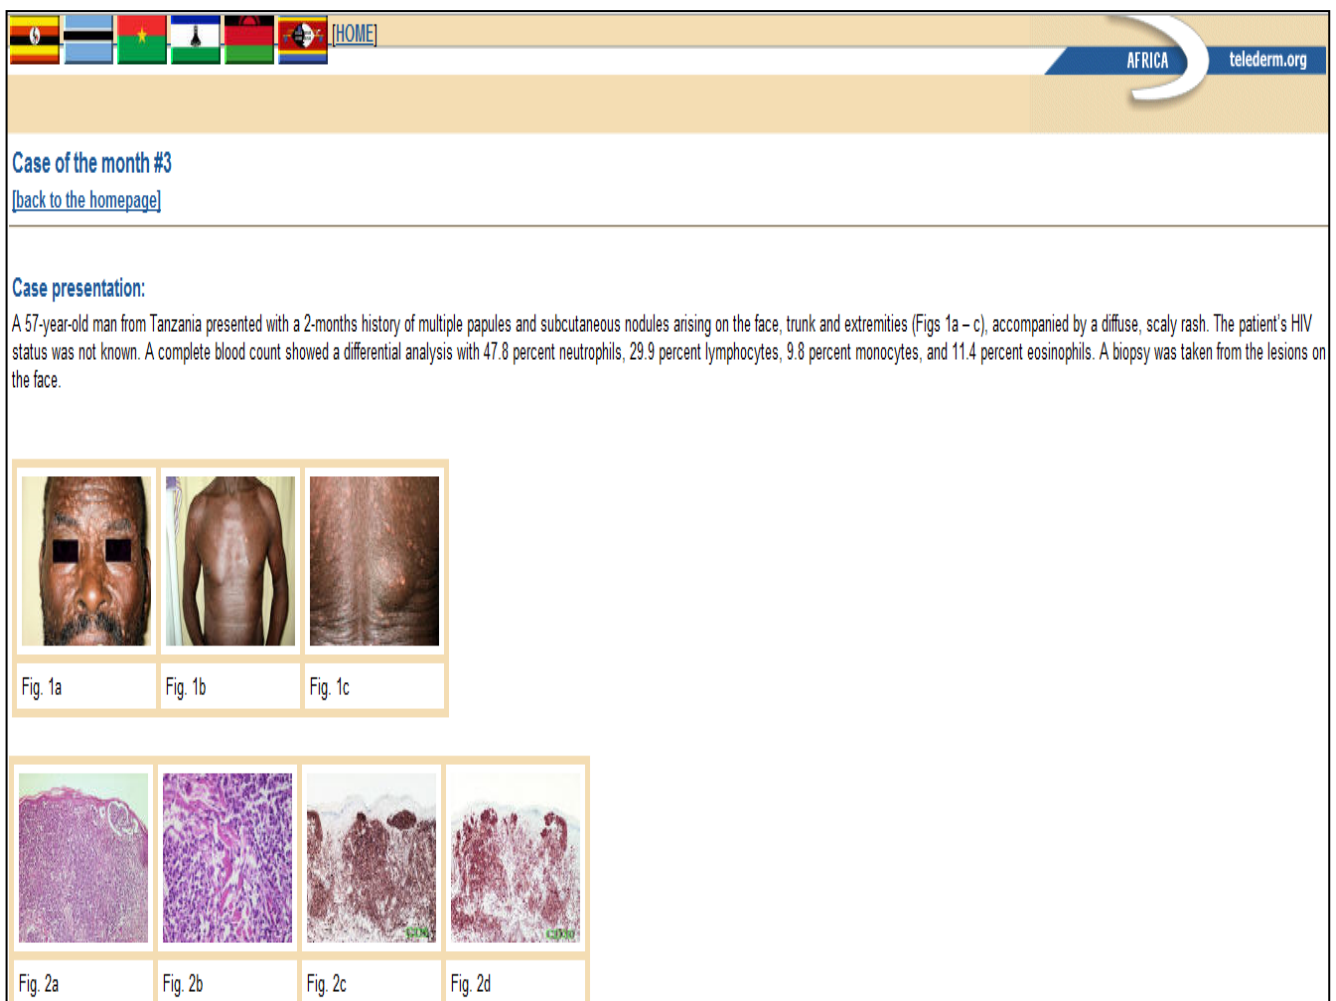 [HOME]
AFRICA
telederm.org
Case of the month #3
[back to the homepage]
Case presentation:
A 57-year-old man from Tanzania presented with a 2-months history of multiple papules and subcutaneous nodules arising on the face, trunk and extremities (Figs 1a – c), accompanied by a diffuse, scaly rash. The patient's HIV
status was not known. A complete blood count showed a differential analysis with 47.8 percent neutrophils, 29.9 percent lymphocytes, 9.8 percent monocytes, and 11.4 percent eosinophils. A biopsy was taken from the lesions on
the face.
Fig. 1a
Fig. 1b
Fig. 1c
CD30
Fig. 2a
Fig. 2b
Fig. 2c
Fig. 2d